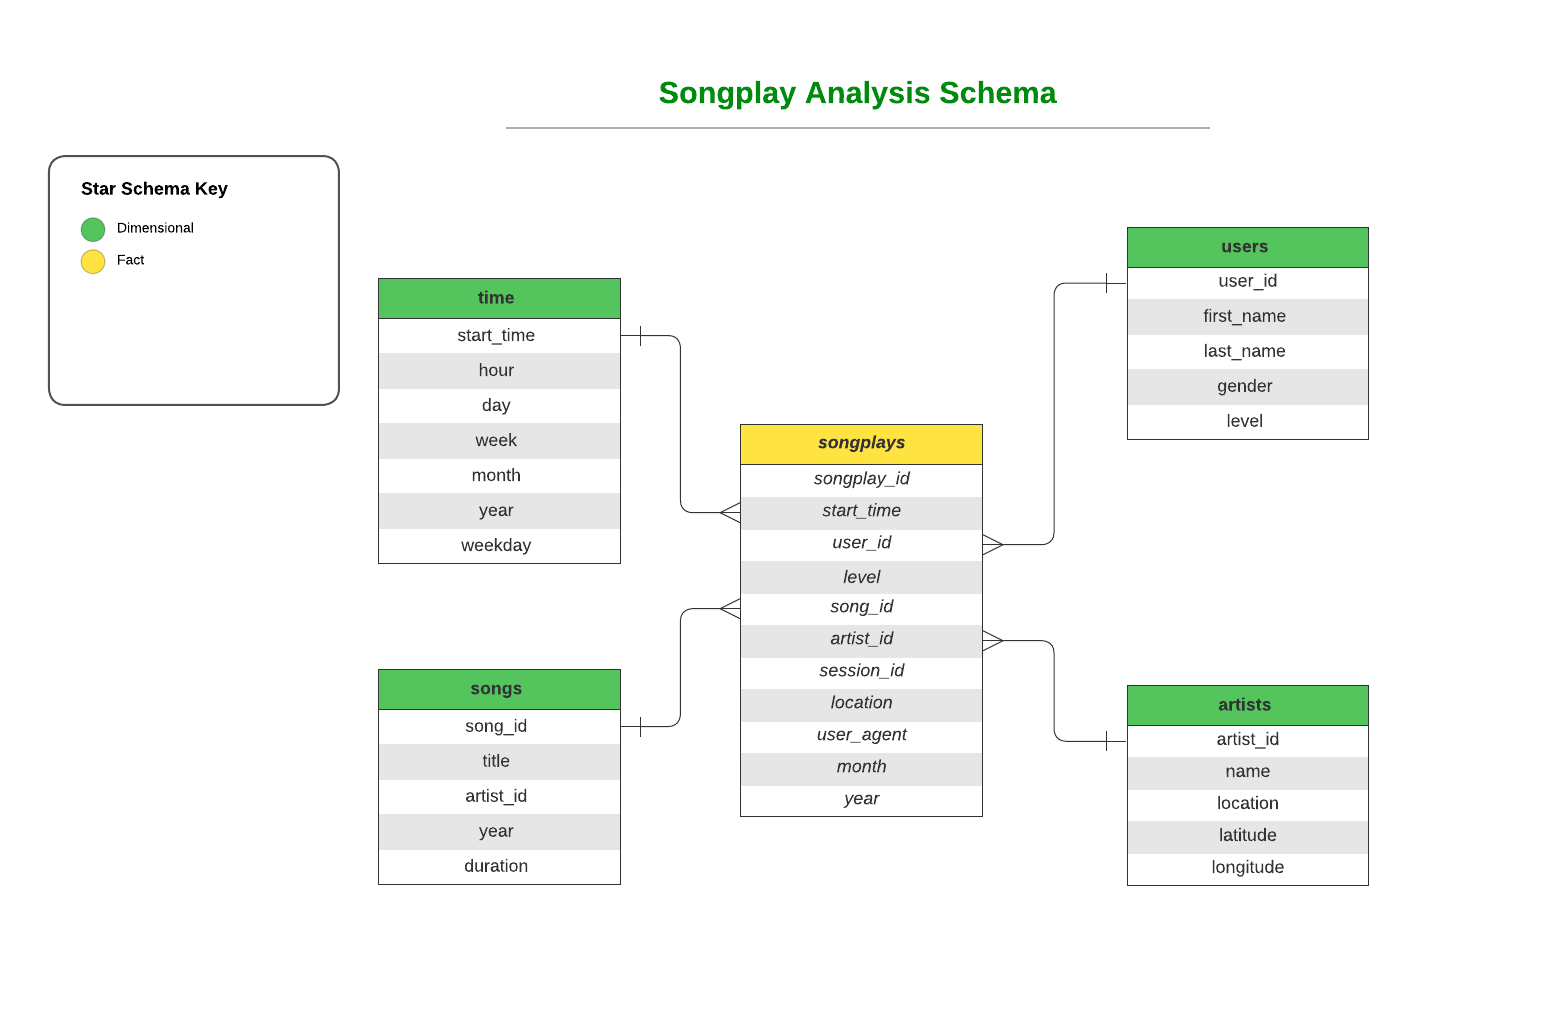 Songplay Analysis Schema
Star Schema Key
Dimensional
Fact
time
start_time
hour
day
week
month
year
weekday
songs
song_id
title
artist_id
year
duration
songplays
songplay_id
start_time
user_id
level
song_id
artist_id
session_id
location
user_agent
month
year
users
user_id
first_name
last_name
gender
level
artists
artist_id
name
location
latitude
longitude